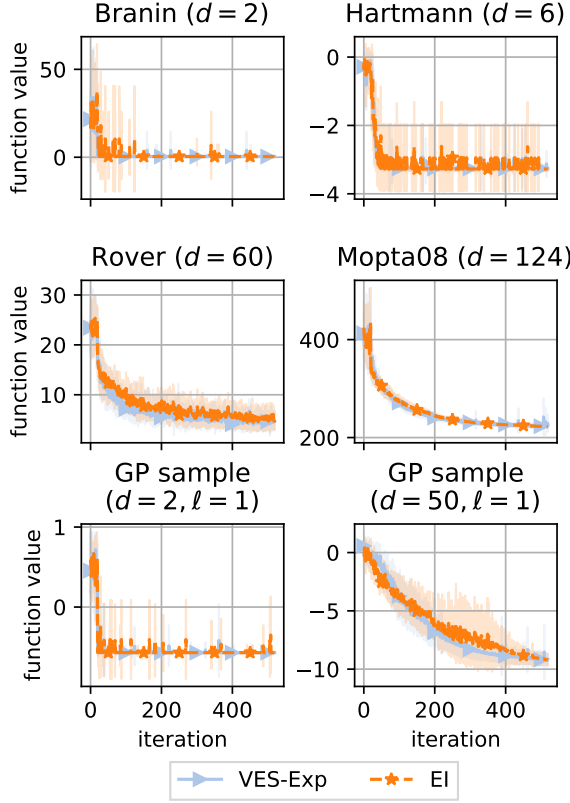 Branin (d = 2)
Hartmann (d = 6)
function value
50
0
0
−2
−4
Rover (d = 60)
Mopta08 (d = 124)
function value
30
20
10
400
200
GP sample
(d = 2, ℓ = 1)
GP sample
(d = 50, ℓ = 1)
function value
1
0
0
−5
−10
0 200 400
0 200 400
iteration
iteration
VES-Exp
EI